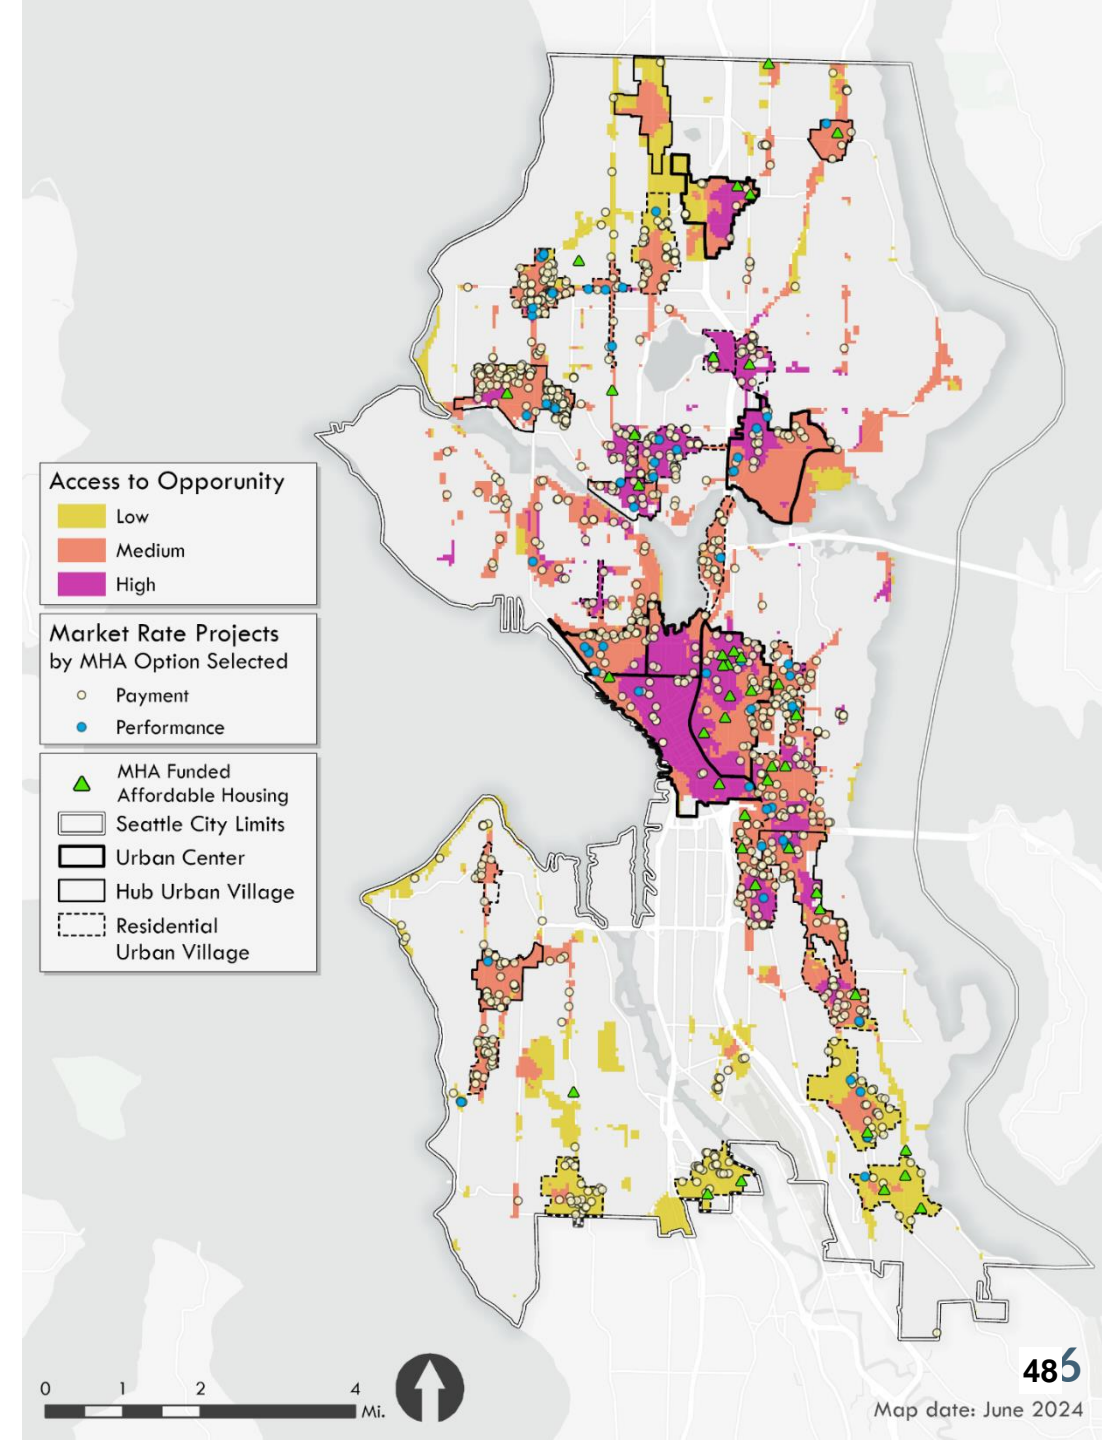 Access to Opporunity
Low
Medium
High
Market Rate Projects
by MHA Option Selected
Payment
Performance
MHA Funded
Affordable Housing
Seattle City Limits
Urban Center
Hub Urban Village
Residential
Urban Village
0 1 2 4
Mi.
486
Map date: June 2024